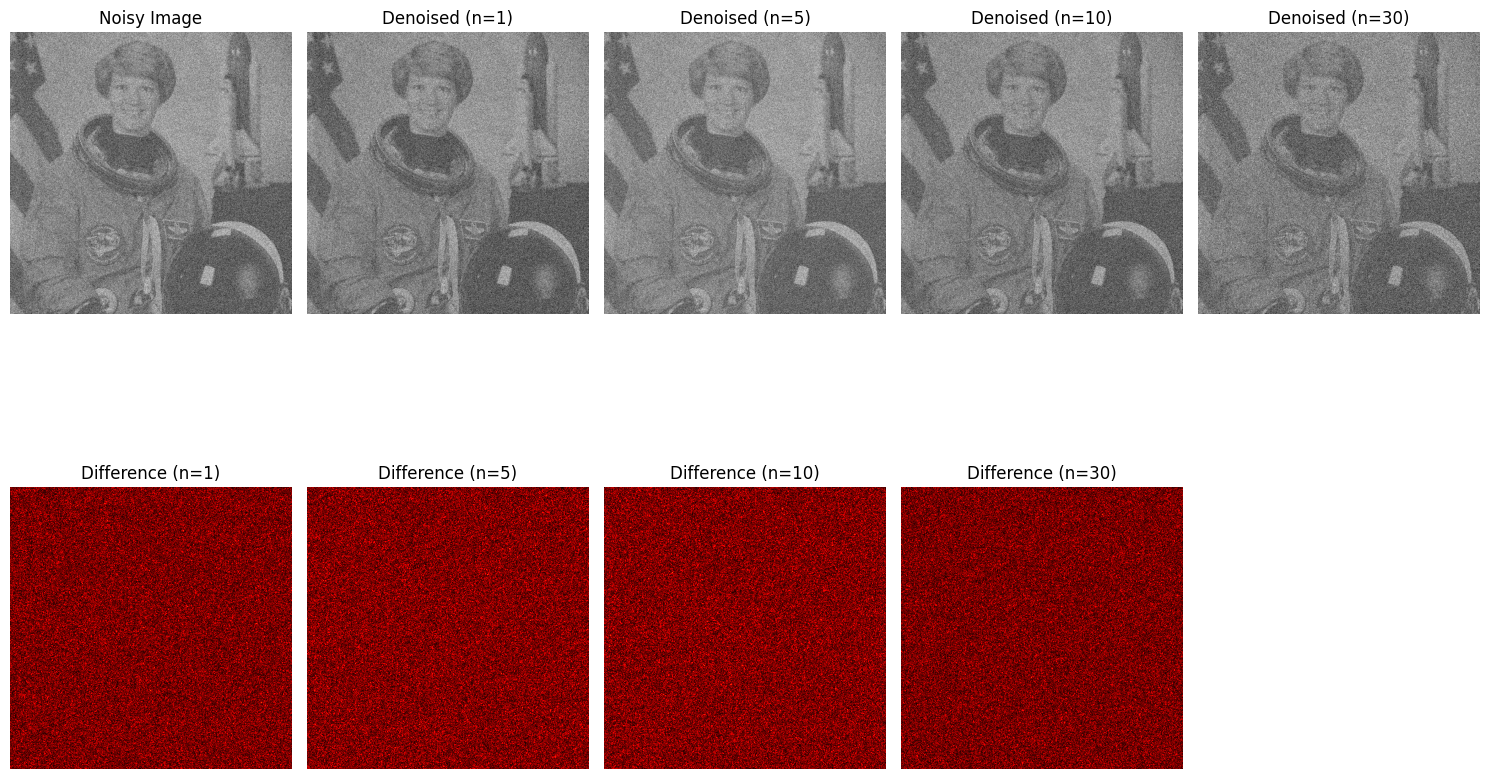 Noisy Image
Denoised (n=1)
Denoised (n=5)
Denoised (n=10)
Denoised (n=30)
Difference (n=1)
Difference (n=5)
Difference (n=10)
Difference (n=30)